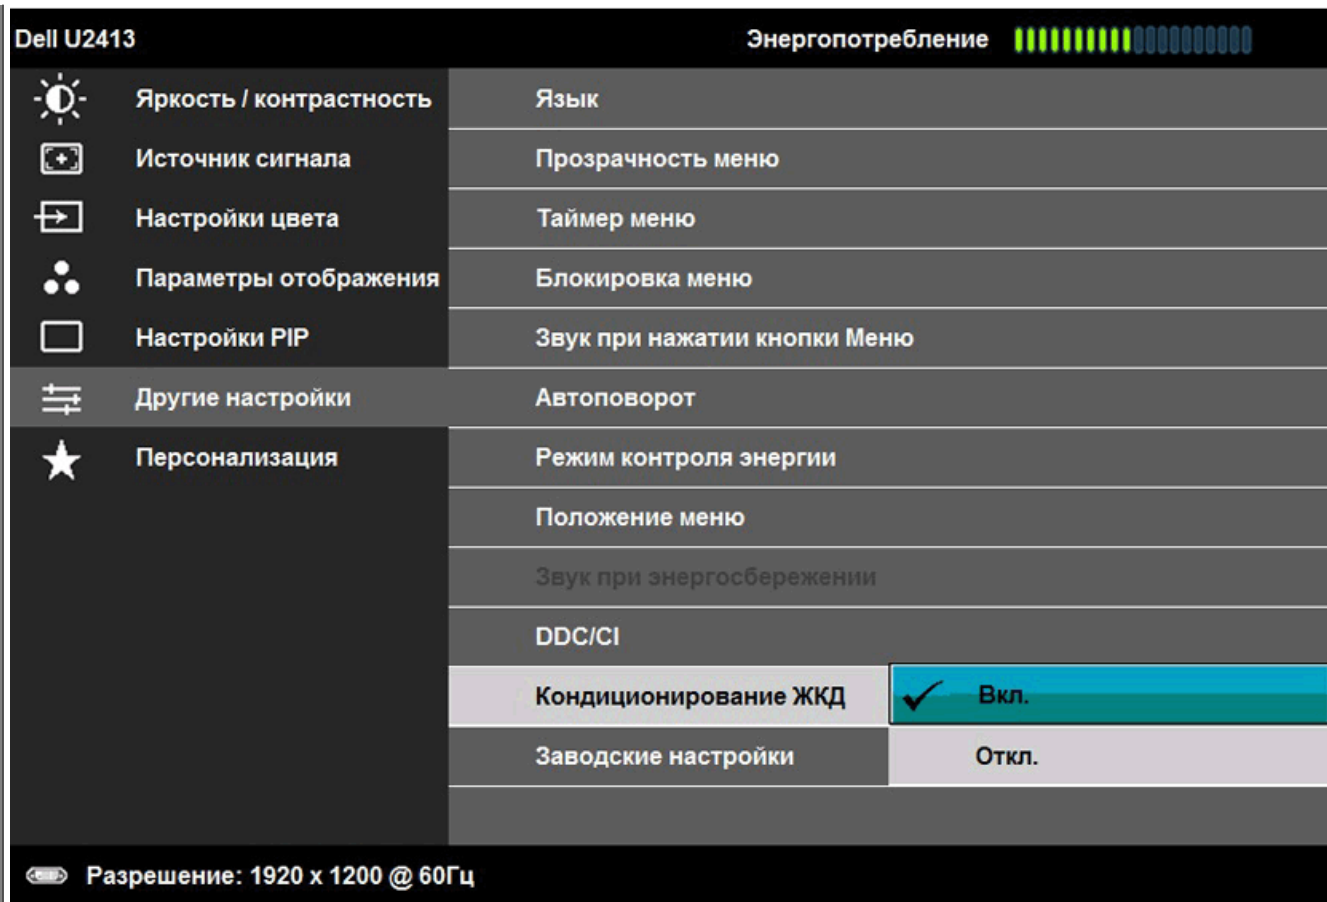 Dell U2413 Энергопотребление
Яркость / контрастность Язык
Источник сигнала Прозрачность меню
Настройки цвета Таймер меню
Параметры отображения Блокировка меню
Настройки PIP Звук при нажатии кнопки Меню
Другие настройки Автоповорот
Персонализация Режим контроля энергии
Положение меню
Звук при энергосбережении
DDC/CI
Кондиционирование ЖКД Вкл.
Заводские настройки Откл.
Разрешение: 1920 x 1200 @ 60Гц